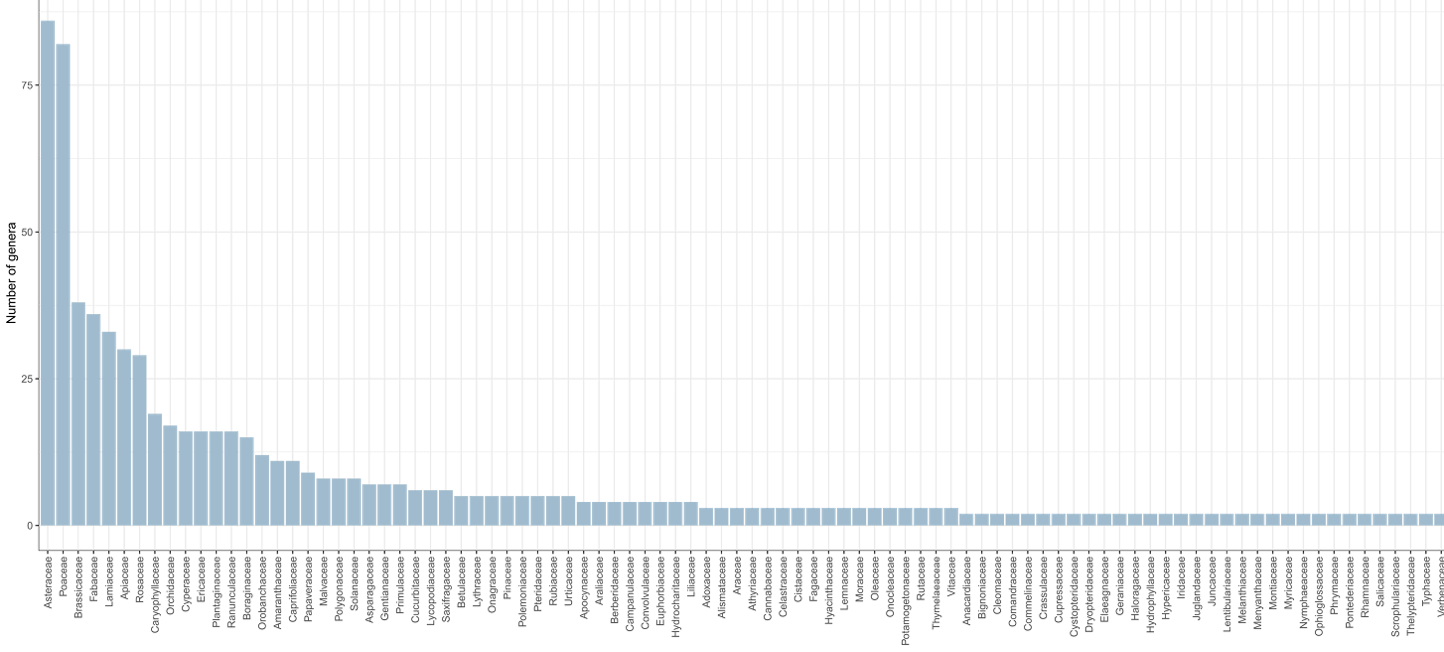 Number of genera
75
50
25
0
Asteraceae
Poaceae
Brassicaceae
Fabaceae
Lamiaceae
Apiaceae
Rosaceae
Caryophyllaceae
Orchidaceae
Cyperaceae
Ericaceae
Plantaginaceae
Ranunculaceae
Boraginaceae
Orobanchaceae
Amaranthaceae
Caprifoliaceae
Papaveraceae
Malvaceae
Polygonaceae
Solanaceae
Asparagaceae
Gentianaceae
Primulaceae
Cucurbitaceae
Lycopodiaceae
Saxifragaceae
Betulaceae
Lythraceae
Onagraceae
Pinaceae
Polemoniaceae
Pteridaceae
Rubiaceae
Urticaceae
Apocynaceae
Araliaceae
Berberidaceae
Campanulaceae
Convolvulaceae
Euphorbiaceae
Hydrocharitaceae
Liliaceae
Adoxaceae
Alismataceae
Araceae
Athyriaceae
Cannabaceae
Celastraceae
Cistaceae
Fagaceae
Hyacinthaceae
Lemnaceae
Moraceae
Oleaceae
Onocleaceae
Potamogetonaceae
Rutaceae
Thymelaeaceae
Vitaceae
Anacardiaceae
Bignoniaceae
Cleomaceae
Comandraceae
Commelinaceae
Crassulaceae
Cupressaceae
Cystopteridaceae
Dryopteridaceae
Elaeagnaceae
Geraniaceae
Haloragaceae
Hydrophyllaceae
Hypericaceae
Iridaceae
Juglandaceae
Juncaceae
Lentibulariaceae
Melanthiaceae
Menyanthaceae
Montiaceae
Myricaceae
Nymphaeaceae
Ophioglossaceae
Phrymaceae
Pontederiaceae
Rhamnaceae
Salicaceae
Scrophulariaceae
Thelypteridaceae
Typhaceae